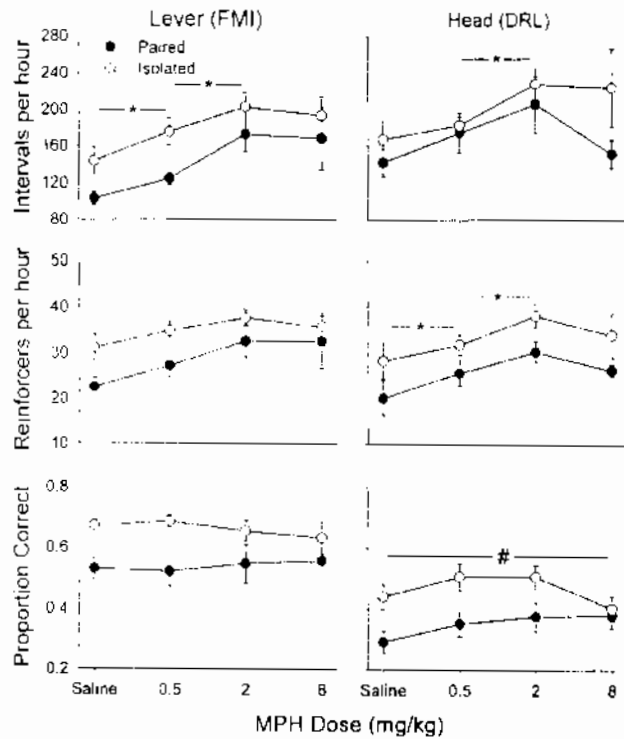 Lever (FMI)
Head (DRL)
Paired
Isolated
Intervals per hour
280
240
200
160
120
80
*
*
*
Reinforcers per hour
50
40
30
20
10
*
*
Proportion Correct
0.8
0.6
0.4
0.2
#
Saline
0.5
2
8
Saline
0.5
2
8
MPH Dose (mg/kg)